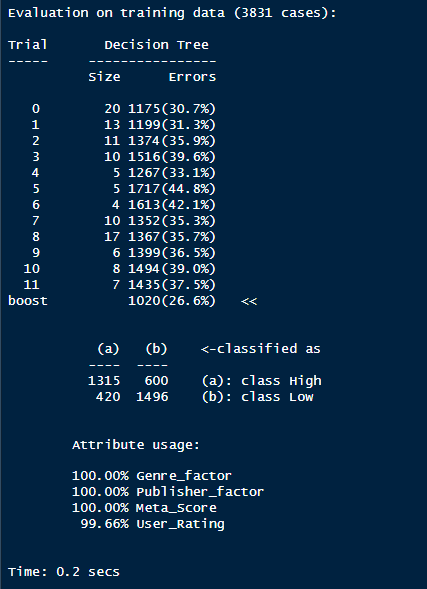 Evaluation on training data (3831 cases):
Trial Decision Tree
----- ----------------
Size Errors
0 20 1175(30.7%)
1 13 1199(31.3%)
2 11 1374(35.9%)
3 10 1516(39.6%)
4 5 1267(33.1%)
5 5 1717(44.8%)
6 4 1613(42.1%)
7 10 1352(35.3%)
8 17 1367(35.7%)
9 6 1399(36.5%)
10 8 1494(39.0%)
11 7 1435(37.5%)
boost 1020(26.6%) <<
(a) (b) <-classified as
---- ----
1315 600 (a): class High
420 1496 (b): class Low
Attribute usage:
100.00% Genre_factor
100.00% Publisher_factor
100.00% Meta_Score
99.66% User_Rating
Time: 0.2 secs